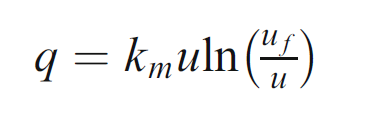 q = k_m u ln(u_f / u)